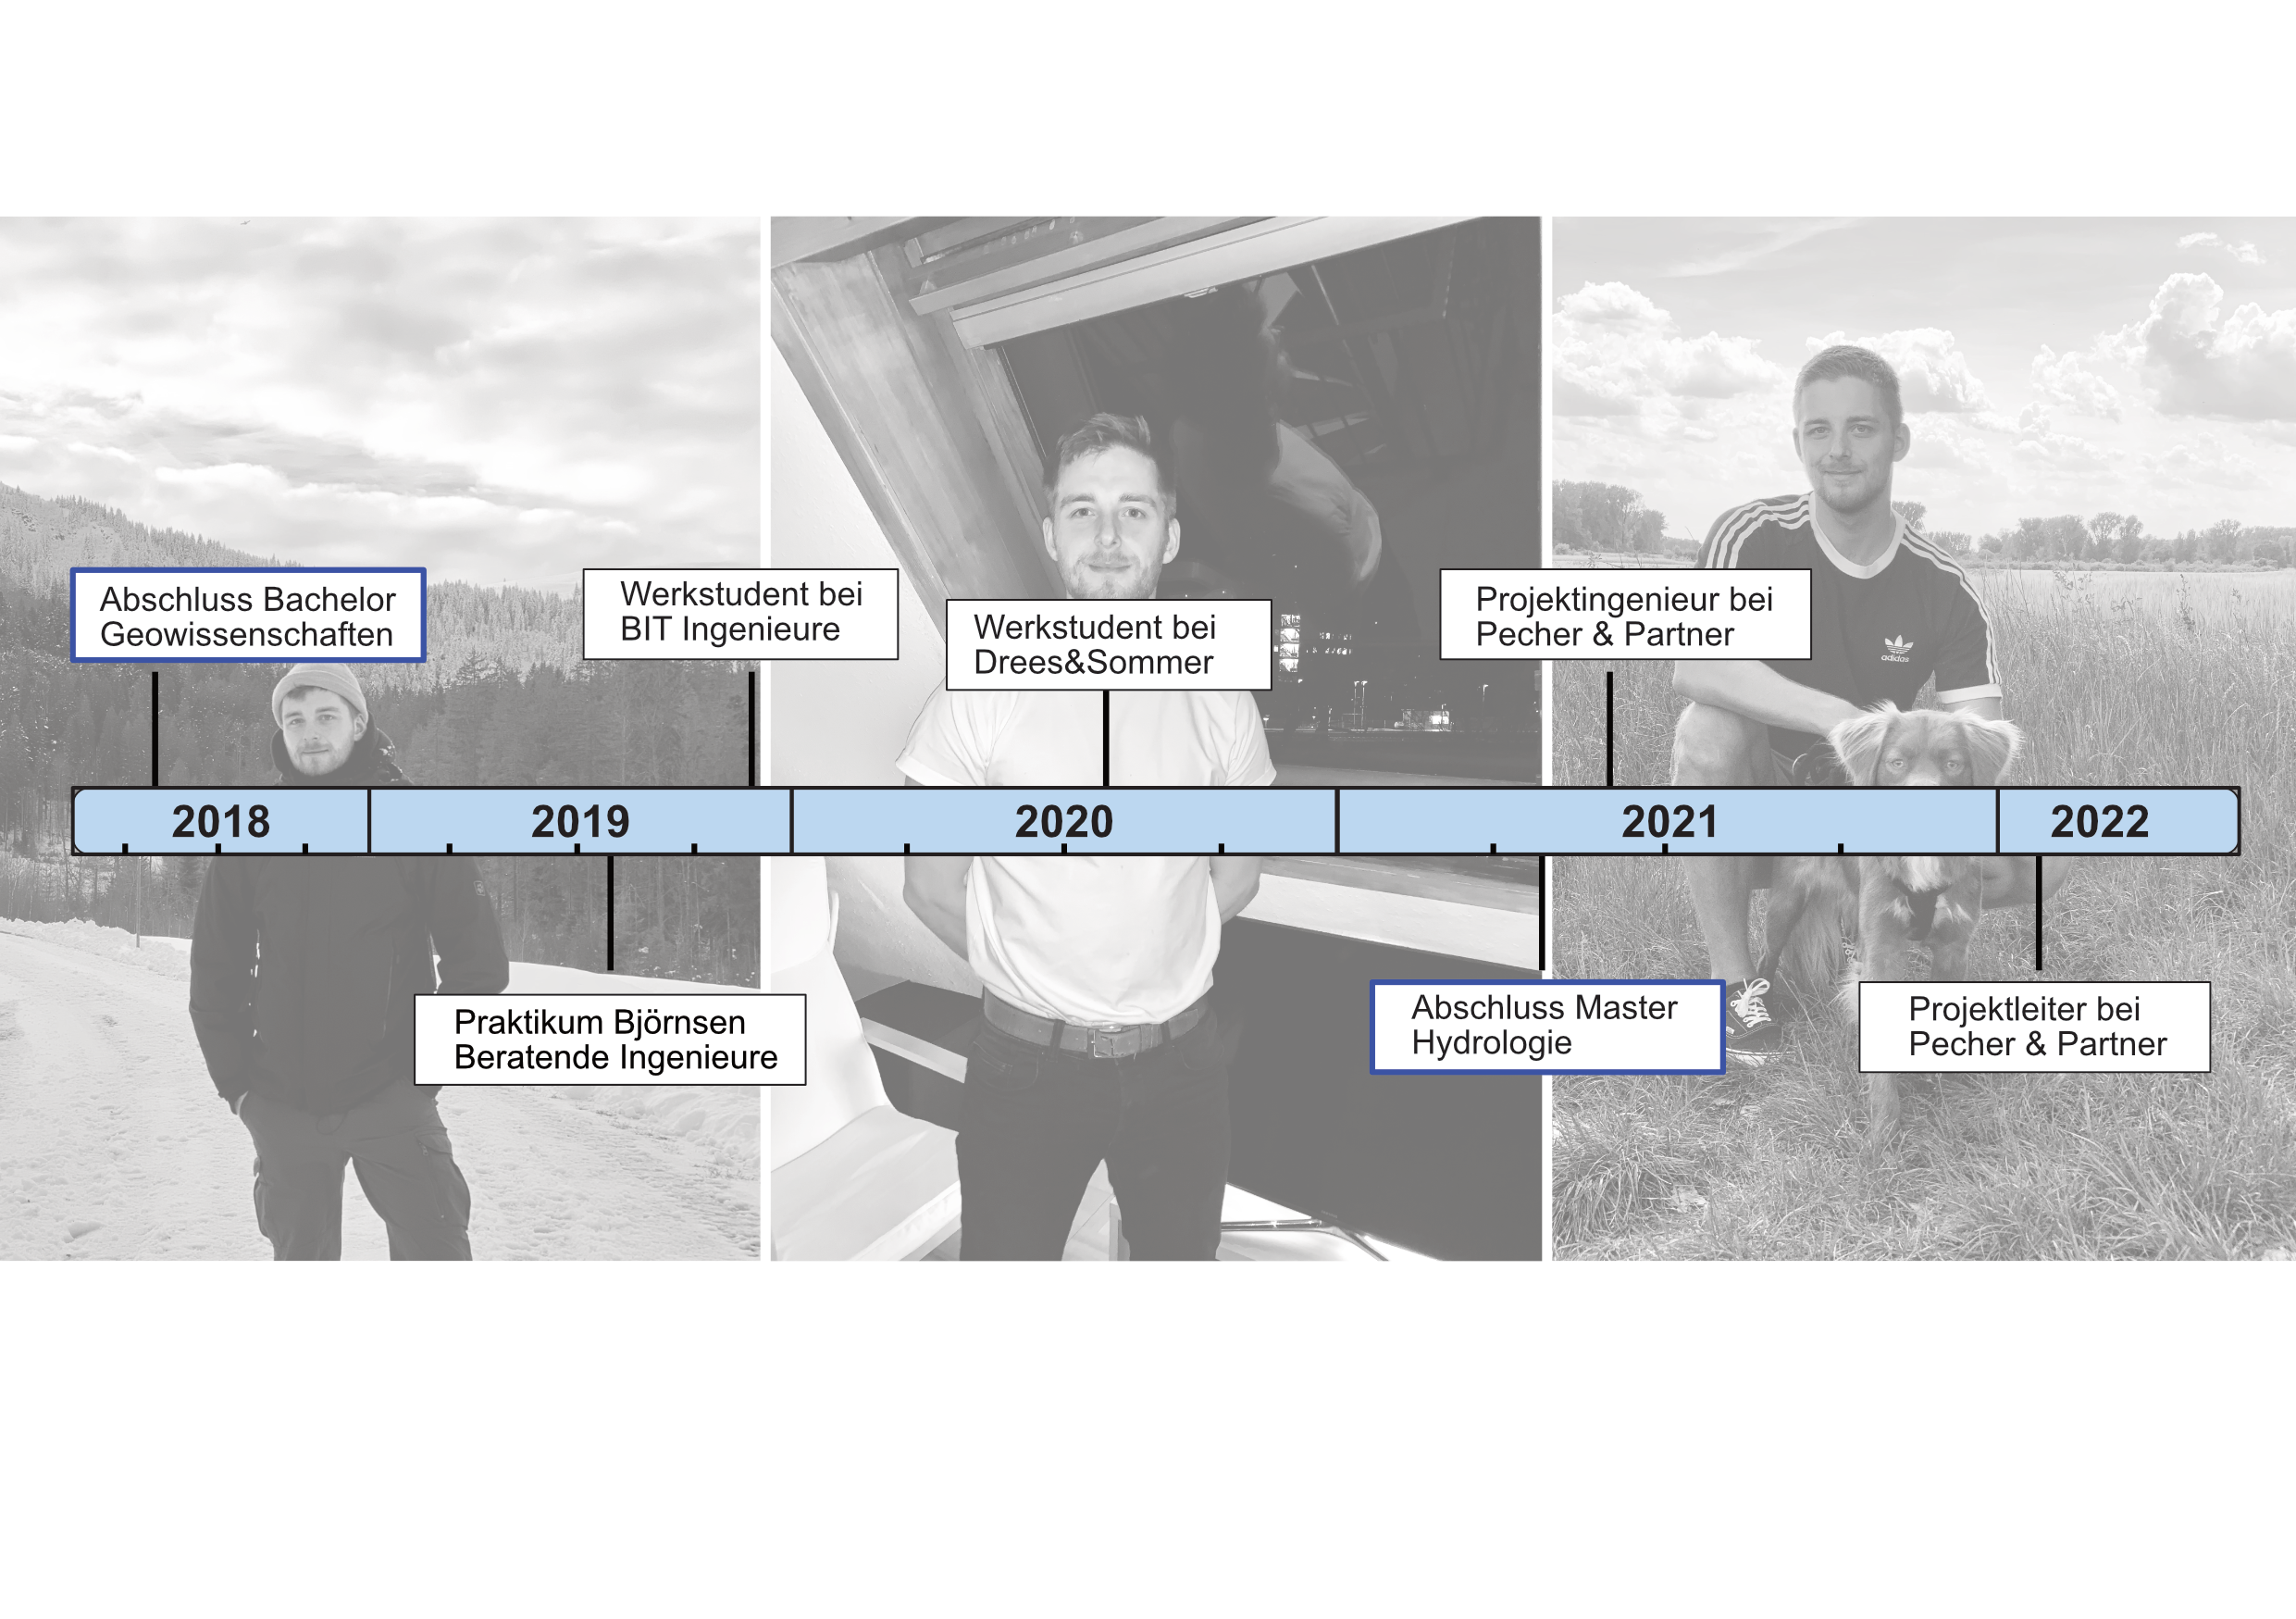 Abschluss Bachelor
Geowissenschaften
Werkstudent bei
BIT Ingenieure
Werkstudent bei
Drees&Sommer
Projektingenieur bei
Pecher & Partner
adidas
2018
2019
2020
2021
2022
Praktikum Björnsen
Beratende Ingenieure
Abschluss Master
Hydrologie
Projektleiter bei
Pecher & Partner